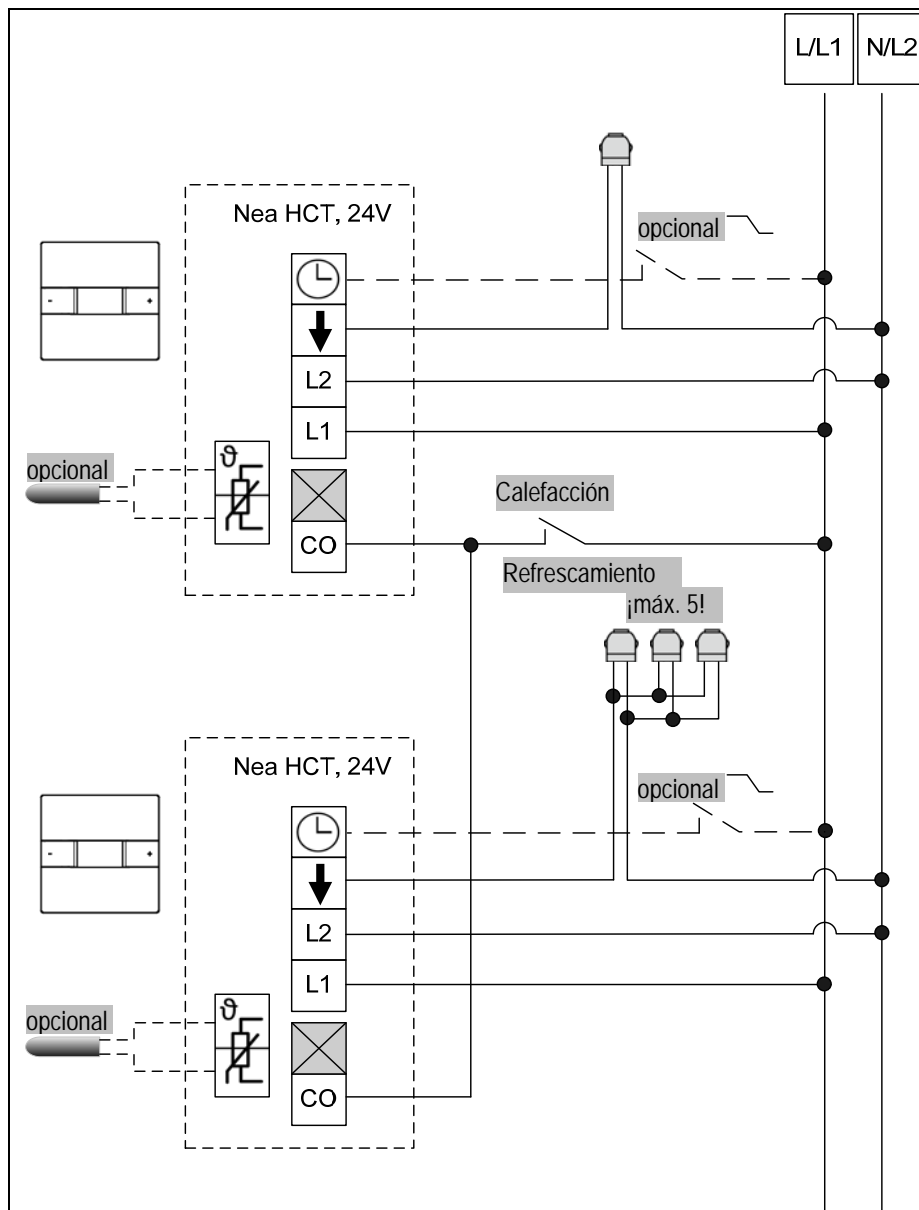 L/L1 N/L2
Nea HCT, 24V
opcional
- +
L2
L1
ϑ
opcional
CO
Calefacción
Refrescamiento
¡máx. 5!
Nea HCT, 24V
opcional
- +
L2
L1
ϑ
opcional
CO